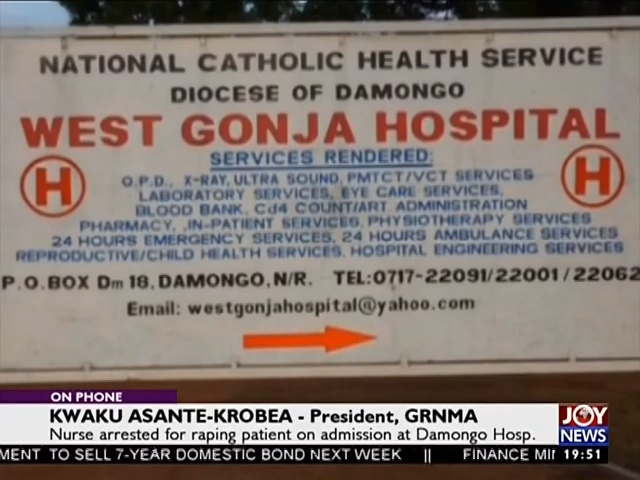 NATIONAL CATHOLIC HEALTH SERVICE
DIOCESE OF DAMONGO
WEST GONJA HOSPITAL
SERVICES RENDERED:
H
H
O.P.D., X-RAY, ULTRA SOUND, PMTCT/VCT SERVICES
LABORATORY SERVICES, EYE CARE SERVICES,
BLOOD BANK, Cd4 COUNT/ART ADMINISTRATION
PHARMACY, IN-PATIENT SERVICES, PHYSIOTHERAPY SERVICES
24 HOURS EMERGENCY SERVICES, 24 HOURS AMBULANCE SERVICES
REPRODUCTIVE/CHILD HEALTH SERVICES, HOSPITAL ENGINEERING SERVICES
P.O.BOX Dm 18, DAMONGO, N/R. TEL:0717-22091/22001/22062
Email: westgonjahospital@yahoo.com
ON PHONE
KWAKU ASANTE-KROBEA - President, GRNMA
Nurse arrested for raping patient on admission at Damongo Hosp.
JOY
NEWS
MENT TO SELL 7-YEAR DOMESTIC BOND NEXT WEEK || FINANCE MI
19:51